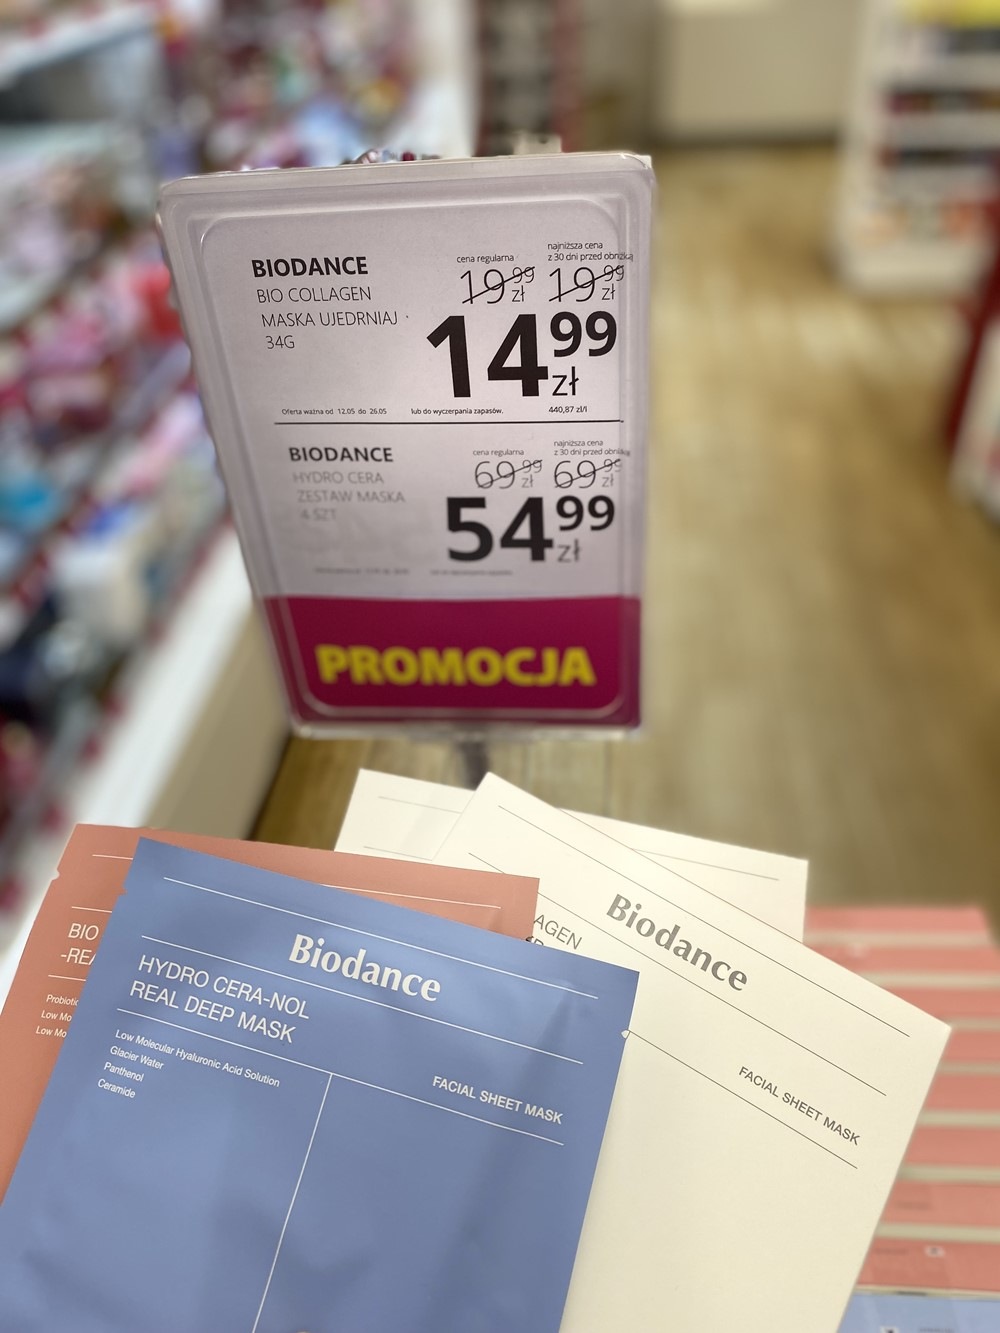 BIODANCE
BIO COLLAGEN
MASKA UJEDRNIAJ
34G
cena regularna
19 99 zł
najniższa cena
z 30 dni przed obniżką
19 99 zł
14 99 zł
Oferta ważna od 12.05 do 26.05
lub do wyczerpania zapasów.
440,87 zł/l
BIODANCE
HYDRO CERA
ZESTAW MASKA
4 SZT
cena regularna
69 99 zł
najniższa cena
z 30 dni przed obniżką
69 99 zł
54 99 zł
PROMOCJA
BIO
-REA
Probiotic
Low Mo
Low Mo
Biodance
HYDRO CERA-NOL
REAL DEEP MASK
Low Molecular Hyaluronic Acid Solution
Glacier Water
Panthenol
Ceramide
FACIAL SHEET MASK
AGEN
Biodance
FACIAL SHEET MASK